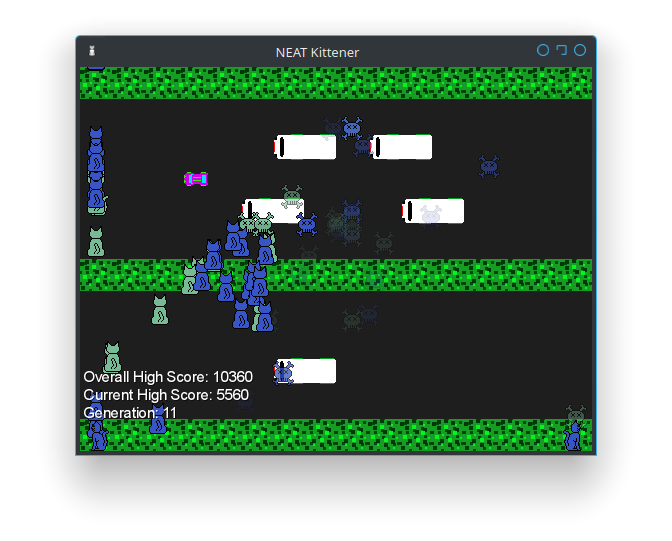 NEAT Kittener
Overall High Score: 10360
Current High Score: 5560
Generation: 11